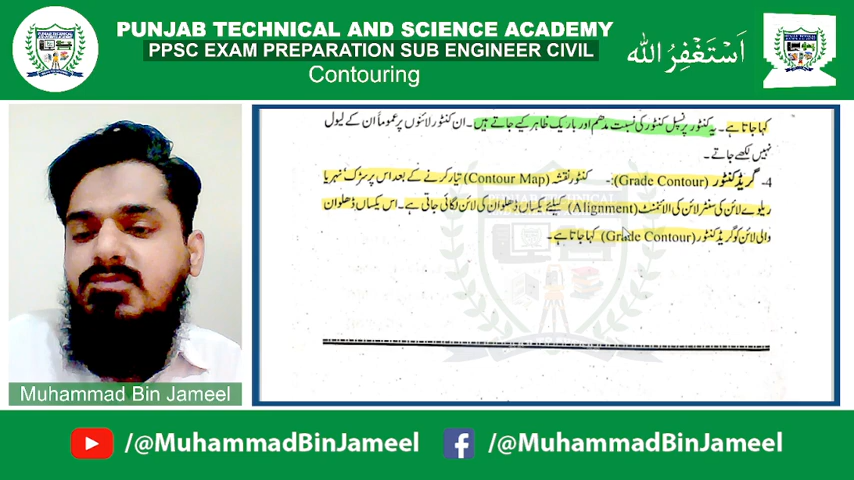 PUNJAB TECHNICAL AND SCIENCE ACADEMY
PPSC EXAM PREPARATION SUB ENGINEER CIVIL
Contouring
اَسْتَغْفِرُ اللہ
کہا جاتا ہے۔ یہ کنٹور پرنسپل کنٹور کی نسبت مدھم اور باریک ظاہر کیے جاتے ہیں۔ ان کنٹور لائنوں پر عموماً ان کے لیول
نہیں لکھے جاتے۔
4- گریڈ کنٹور (Grade Contour):- کنٹور نقشہ (Contour Map) تیار کرنے کے بعد اس پر سڑک نہر یا
ریلوے لائن کی سنٹر لائن کی الائنمنٹ (Alignment) کیلئے یکساں ڈھلوان کی لائن لگائی جاتی ہے۔ اس یکساں ڈھلوان
والی لائن کو گریڈ کنٹور (Grade Contour) کہا جاتا ہے۔
Muhammad Bin Jameel
/@MuhammadBinJameel
/@MuhammadBinJameel